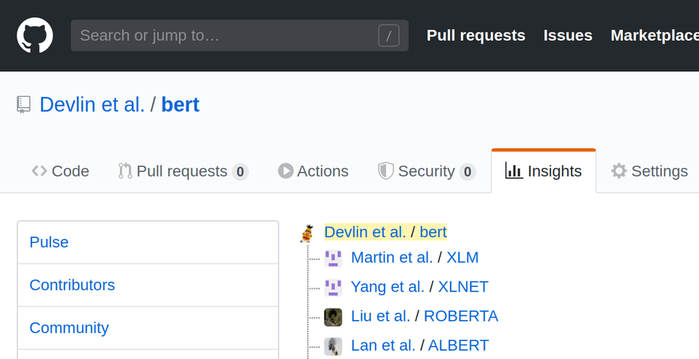 Search or jump to… / Pull requests Issues Marketplace
Devlin et al. / bert
Code Pull requests 0 Actions Security 0 Insights Settings
Pulse
Contributors
Community
Devlin et al. / bert
Martin et al. / XLM
Yang et al. / XLNET
Liu et al. / ROBERTA
Lan et al. / ALBERT